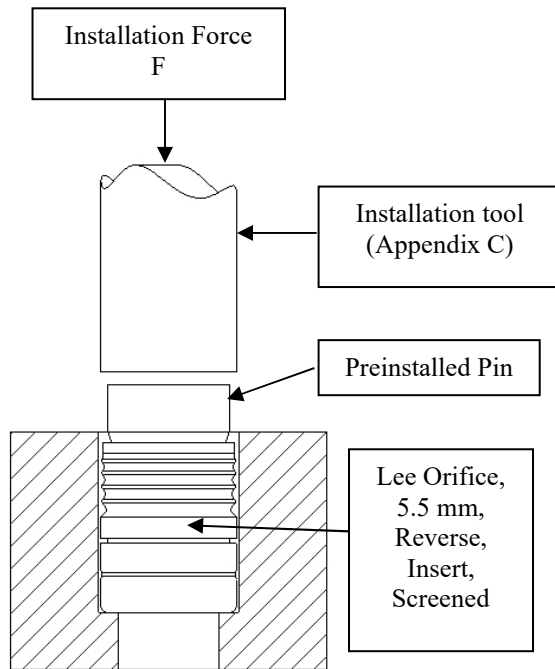 Installation Force
F
Installation tool
(Appendix C)
Preinstalled Pin
Lee Orifice,
5.5 mm,
Reverse,
Insert,
Screened